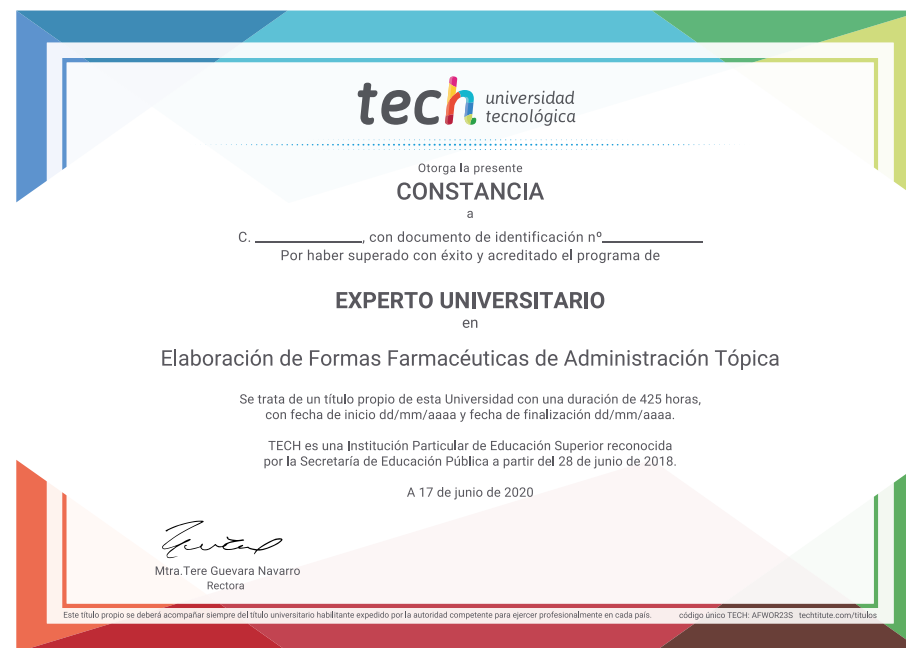 tech universidad
tecnológica
Otorga la presente
CONSTANCIA
a
C. ____________, con documento de identificación nº____________
Por haber superado con éxito y acreditado el programa de
EXPERTO UNIVERSITARIO
en
Elaboración de Formas Farmacéuticas de Administración Tópica
Se trata de un título propio de esta Universidad con una duración de 425 horas,
con fecha de inicio dd/mm/aaaa y fecha de finalización dd/mm/aaaa.
TECH es una Institución Particular de Educación Superior reconocida
por la Secretaría de Educación Pública a partir del 28 de junio de 2018.
A 17 de junio de 2020
Mtra.Tere Guevara Navarro
Rectora
Este título propio se deberá acompañar siempre del título universitario habilitante expedido por la autoridad competente para ejercer profesionalmente en cada país. código único TECH: AFWOR23S techtitute.com/títulos